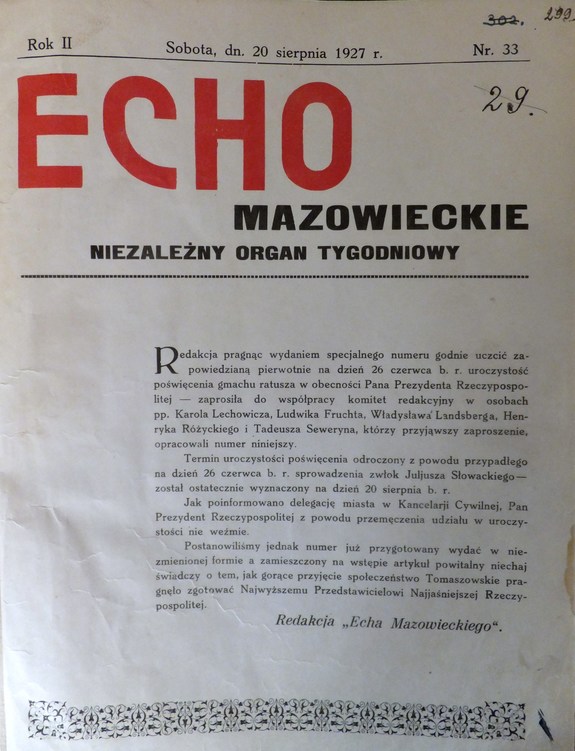 302. 299.
Rok II Sobota, dn. 20 sierpnia 1927 r. Nr. 33
29.
ECHO
MAZOWIECKIE
NIEZALEŻNY ORGAN TYGODNIOWY
Redakcja pragnąc wydaniem specjalnego numeru godnie uczcić za-
powiedzianą pierwotnie na dzień 26 czerwca b. r. uroczystość
poświęcenia gmachu ratusza w obecności Pana Prezydenta Rzeczypospo-
litej — zaprosiła do współpracy komitet redakcyjny w osobach
pp. Karola Lechowicza, Ludwika Fruchta, Władysława Landsberga, Hen-
ryka Różyckiego i Tadeusza Seweryna, którzy przyjąwszy zaproszenie,
opracowali numer niniejszy.
Termin uroczystości poświęcenia odroczony z powodu przypadłego
na dzień 26 czerwca b. r. sprowadzenia zwłok Juljusza Słowackiego—
został ostatecznie wyznaczony na dzień 20 sierpnia b. r.
Jak poinformowano delegację miasta w Kancelarji Cywilnej, Pan
Prezydent Rzeczypospolitej z powodu przemęczenia udziału w uroczy-
stości nie weźmie.
Postanowiliśmy jednak numer już przygotowany wydać w nie-
zmienionej formie a zamieszczony na wstępie artykuł powitalny niechaj
świadczy o tem, jak gorące przyjęcie społeczeństwo Tomaszowskie pra-
gnęło zgotować Najwyższemu Przedstawicielowi Najjaśniejszej Rzeczy-
pospolitej.
Redakcja „Echa Mazowieckiego".